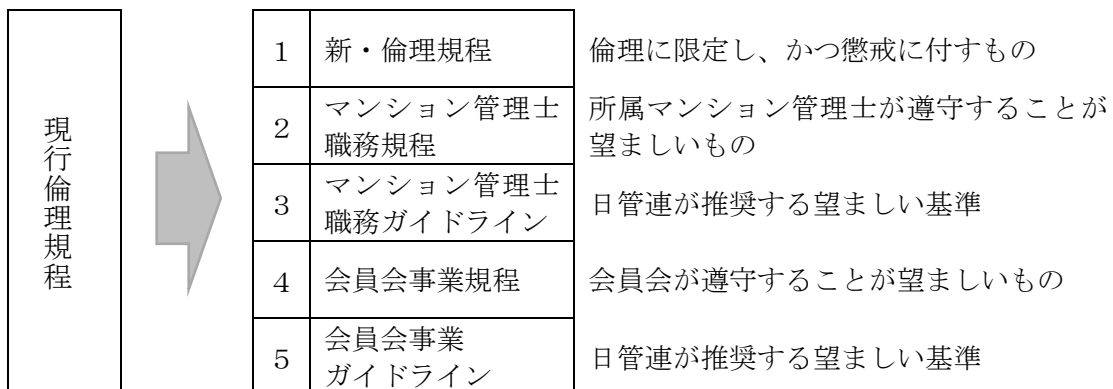 現行倫理規程
1 新・倫理規程 倫理に限定し、かつ懲戒に付すもの
2 マンション管理士 所属マンション管理士が遵守することが
職務規程 望ましいもの
3 マンション管理士 日管連が推奨する望ましい基準
職務ガイドライン
4 会員会事業規程 会員会が遵守することが望ましいもの
5 会員会事業 日管連が推奨する望ましい基準
ガイドライン